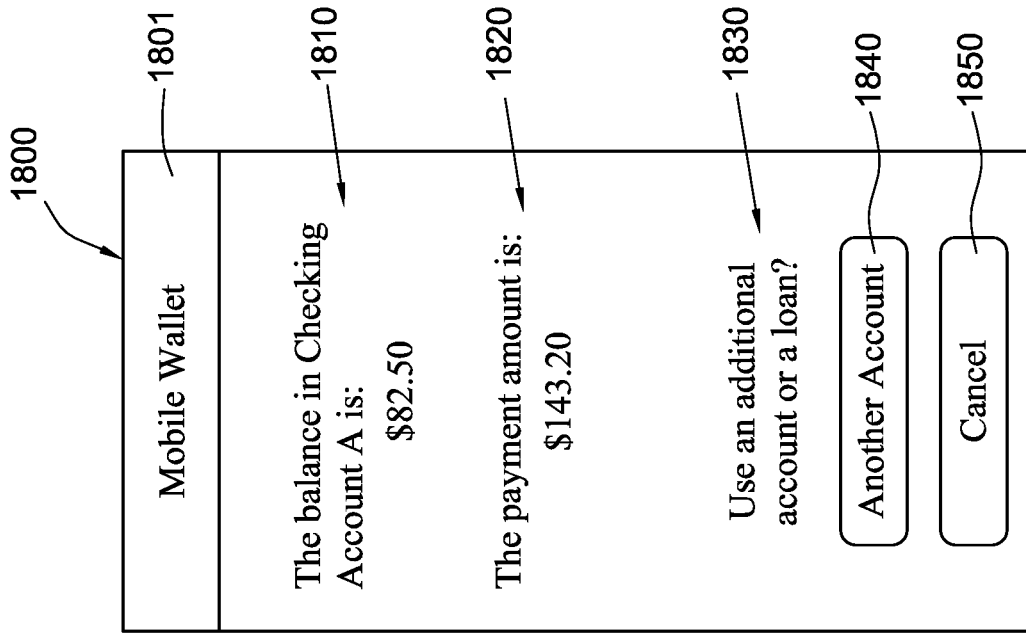 1800
Mobile Wallet
1801
The balance in Checking
Account A is:
1810
$82.50
The payment amount is:
1820
$143.20
Use an additional
account or a loan?
1830
Another Account
1840
Cancel
1850